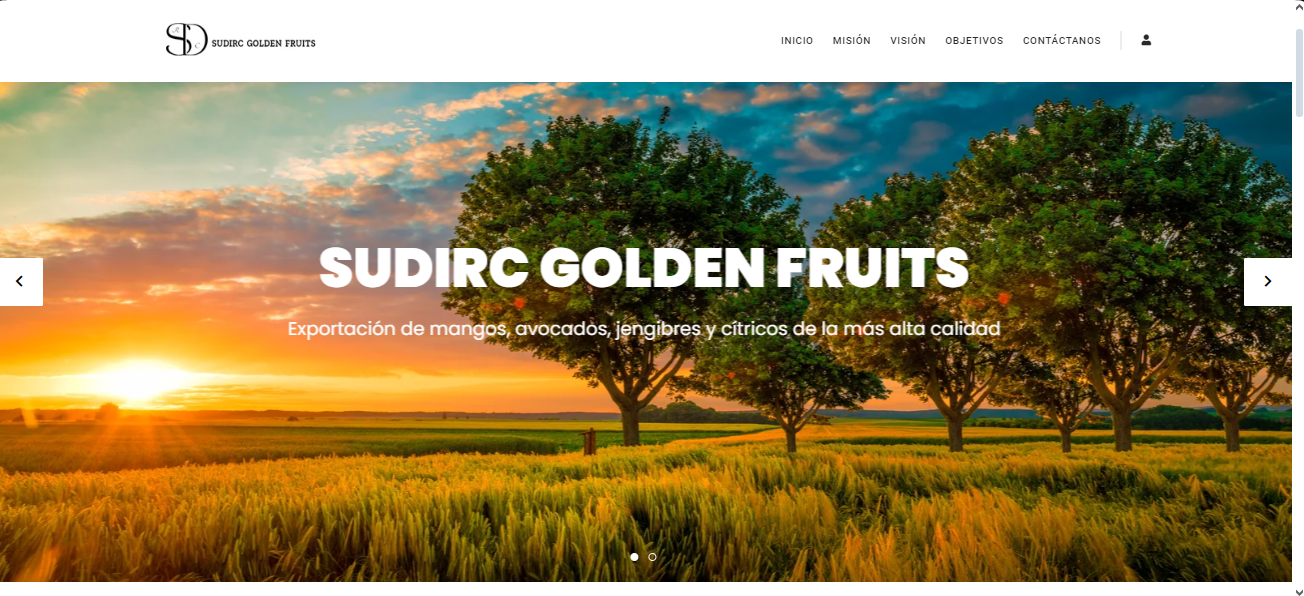 SD
R
C
SUDIRC GOLDEN FRUITS
INICIO MISIÓN VISIÓN OBJETIVOS CONTÁCTANOS
SUDIRC GOLDEN FRUITS
Exportación de mangos, avocados, jengibres y cítricos de la más alta calidad